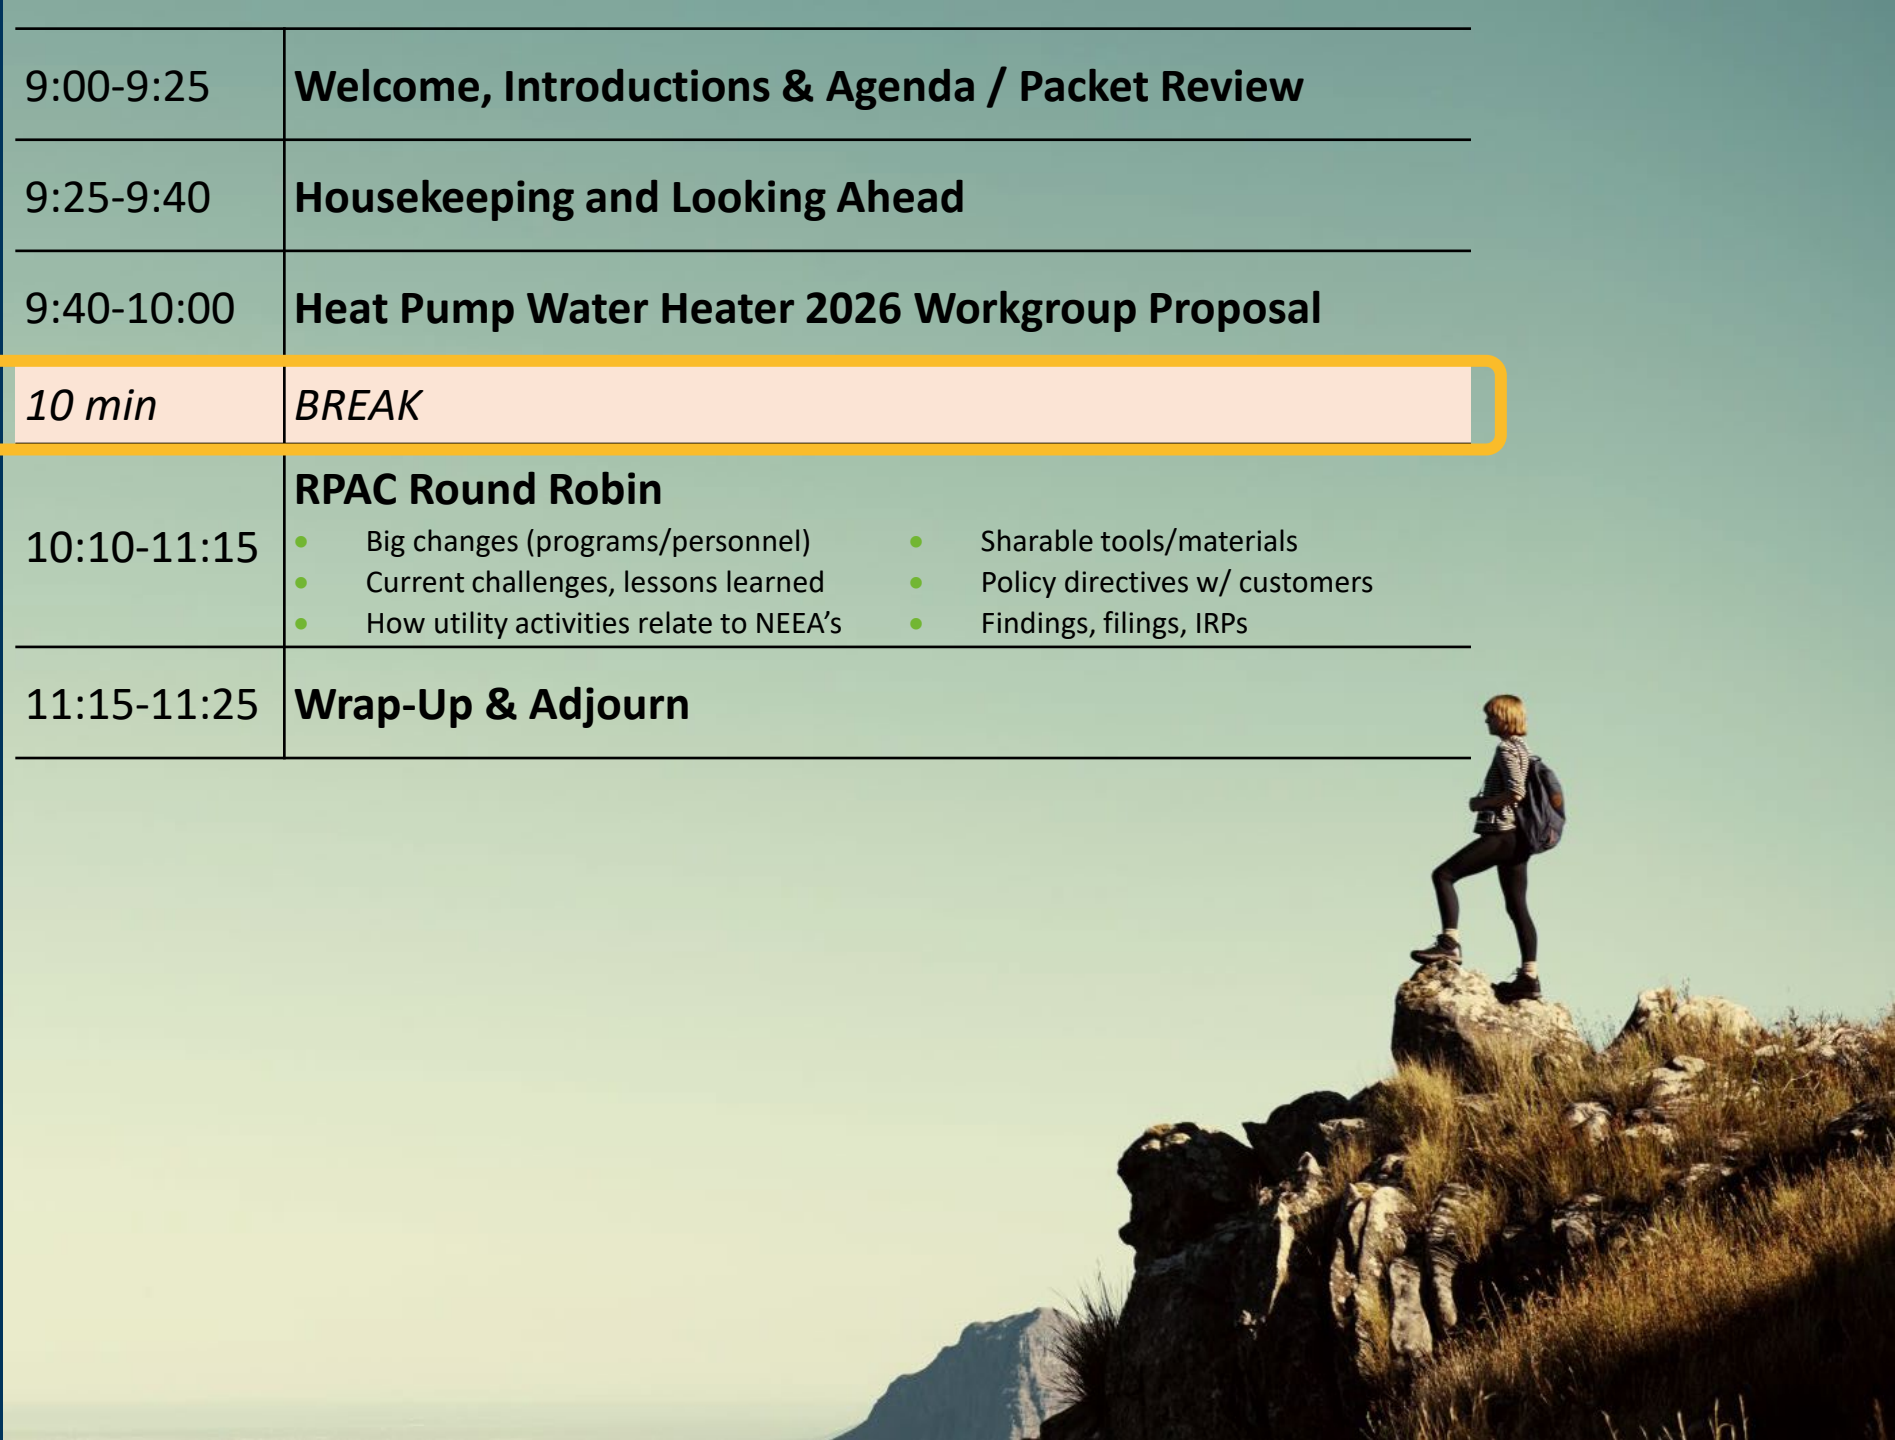 9:00-9:25 Welcome, Introductions & Agenda / Packet Review
9:25-9:40 Housekeeping and Looking Ahead
9:40-10:00 Heat Pump Water Heater 2026 Workgroup Proposal
10 min BREAK
10:10-11:15 RPAC Round Robin
• Big changes (programs/personnel)
• Current challenges, lessons learned
• How utility activities relate to NEEA’s
• Sharable tools/materials
• Policy directives w/ customers
• Findings, filings, IRPs
11:15-11:25 Wrap-Up & Adjourn